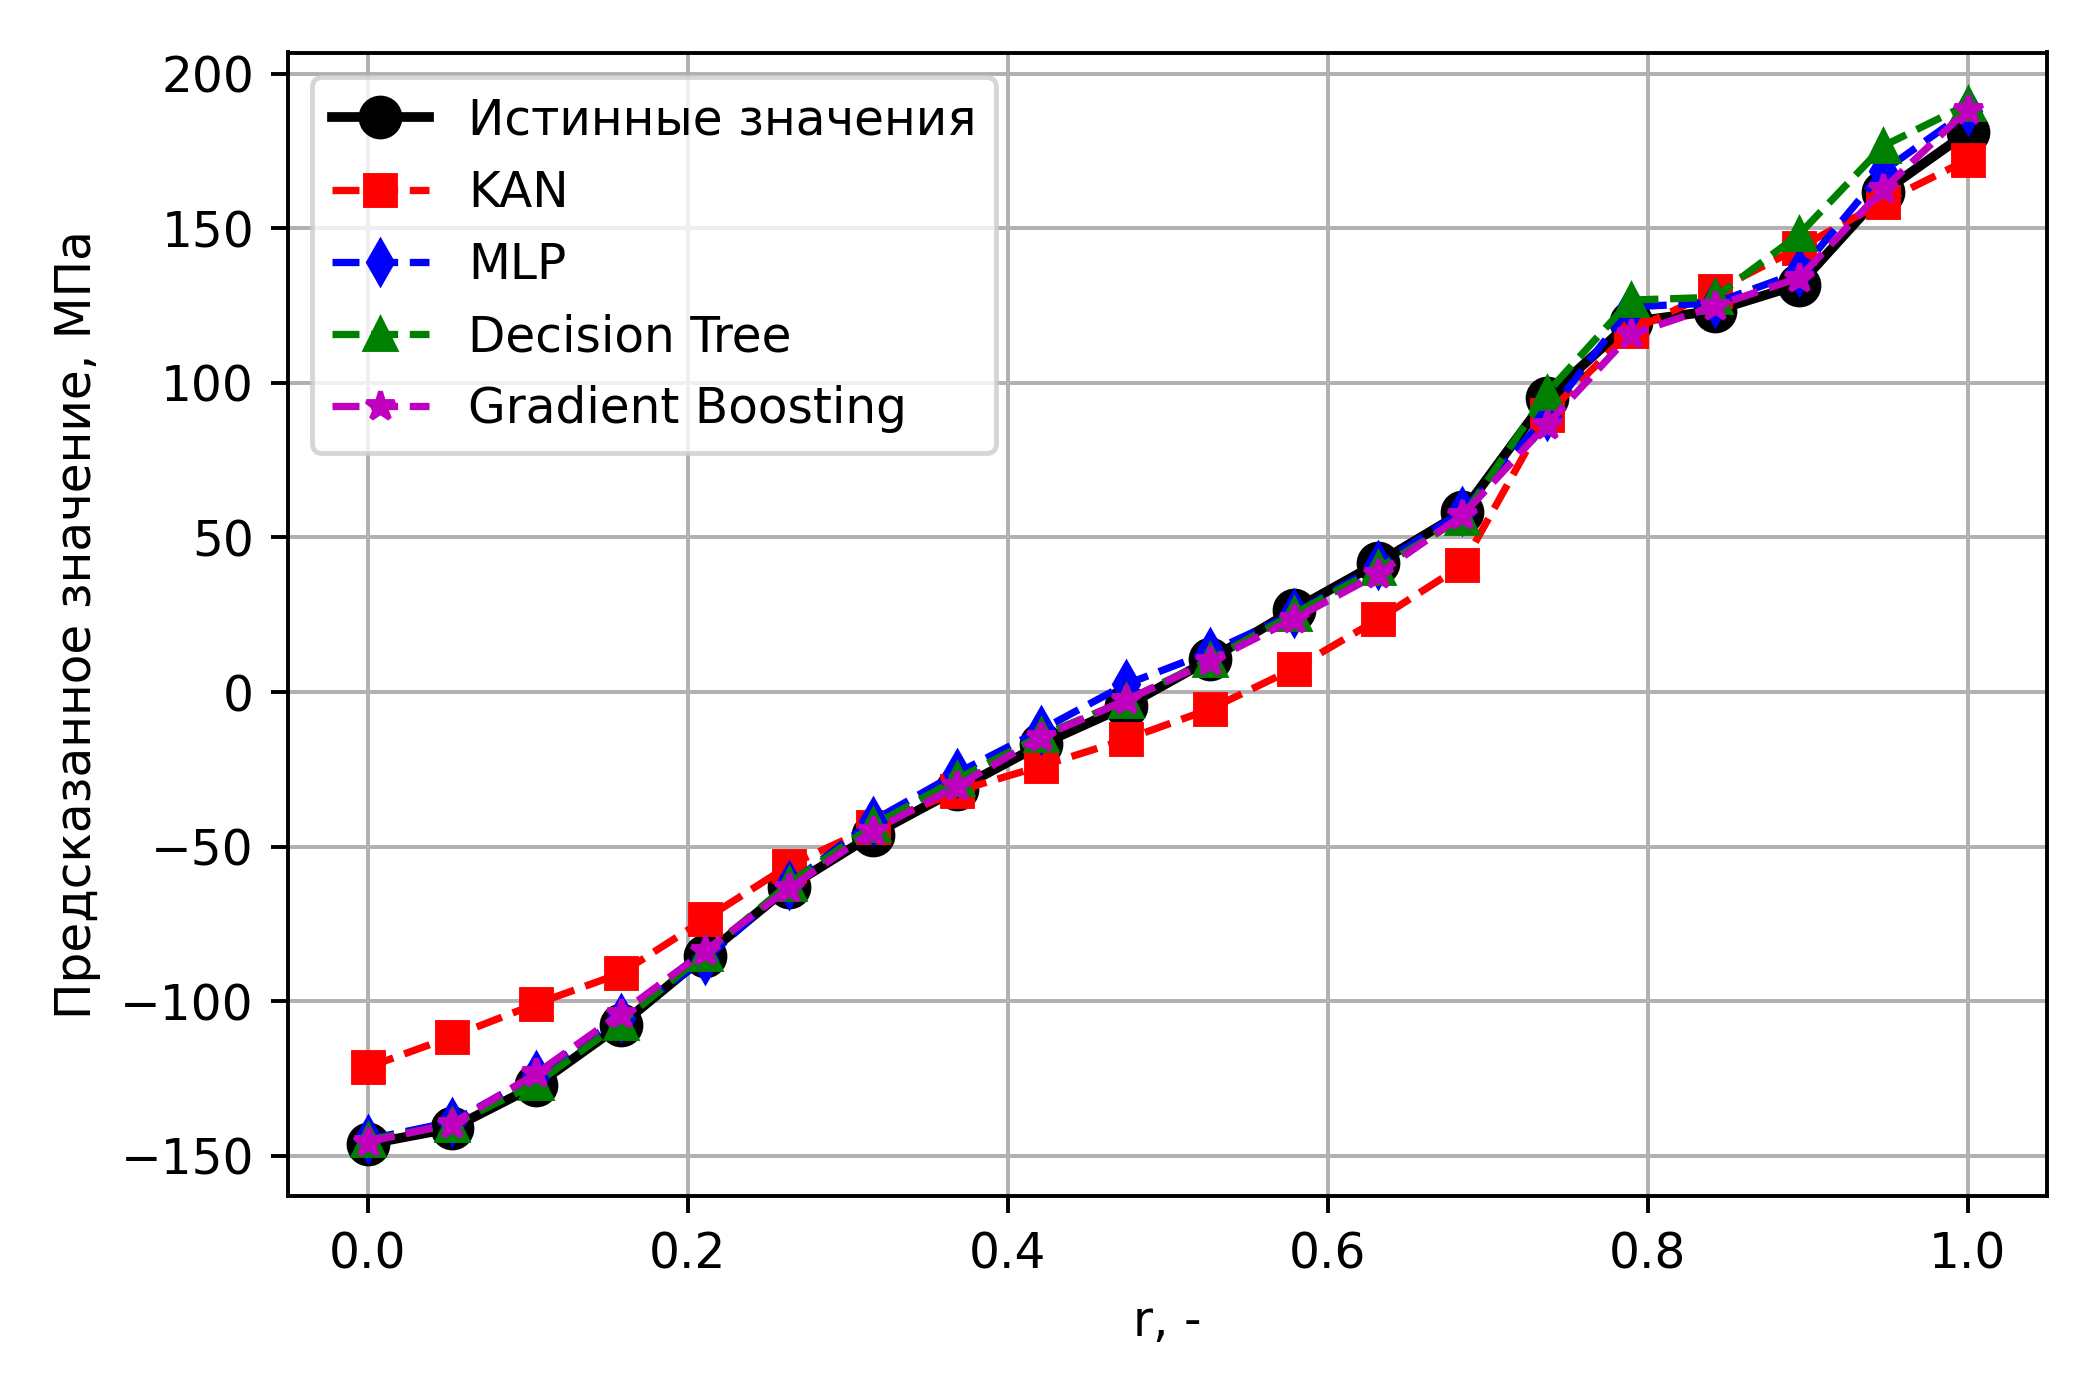 200
150
100
50
0
−50
−100
−150
Предсказанное значение, МПа
Истинные значения
KAN
MLP
Decision Tree
Gradient Boosting
0.0 0.2 0.4 0.6 0.8 1.0
r, -